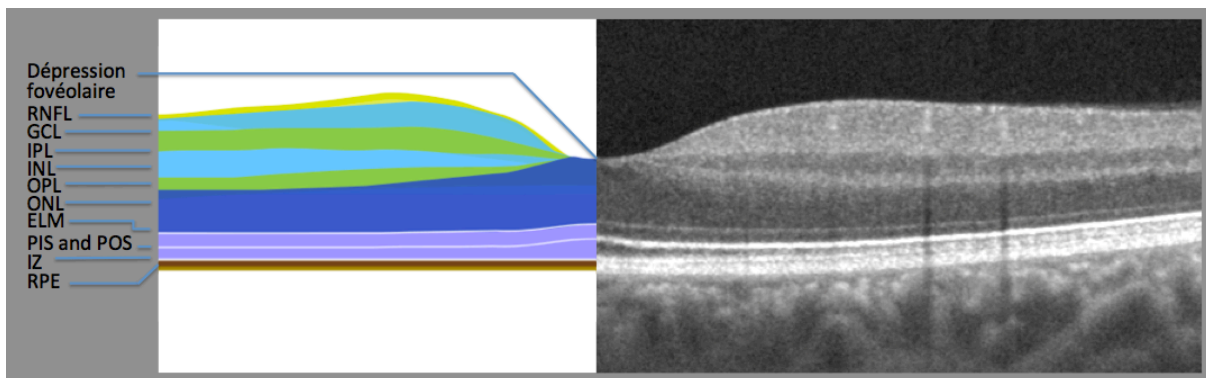 Dépression
fovéolaire
RNFL
GCL
IPL
INL
OPL
ONL
ELM
PIS and POS
IZ
RPE